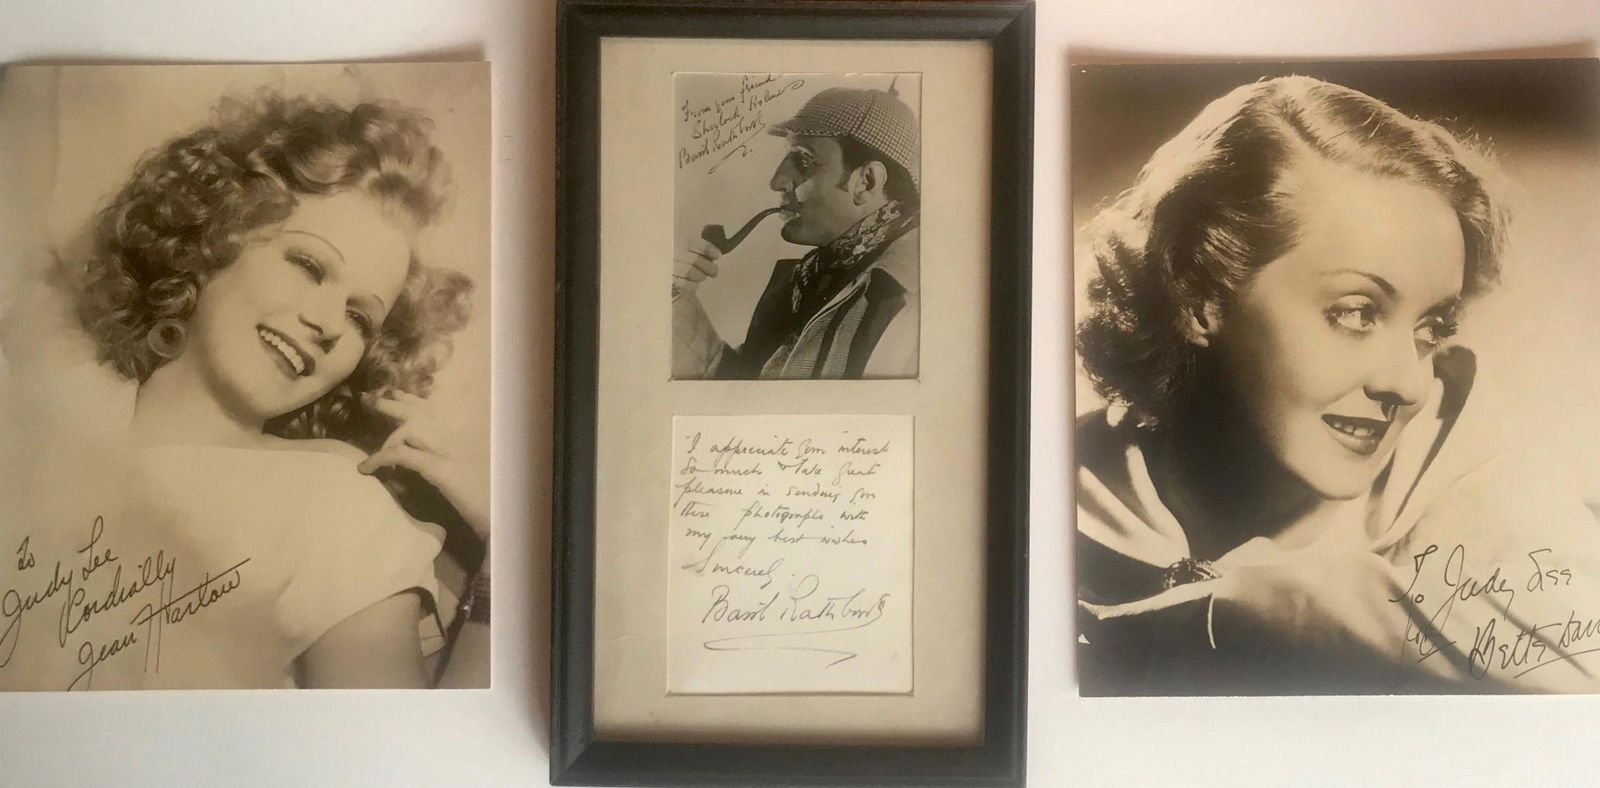 To
Judy Lee
Cordially
Jean Harlow
From your friend
Sherlock Holmes
Basil Rathbone
I appreciate your interest
so much & take great
pleasure in sending you
these photographs with
my very best wishes
Sincerely.
Basil Rathbone
To Judy Lee
Bette Davi